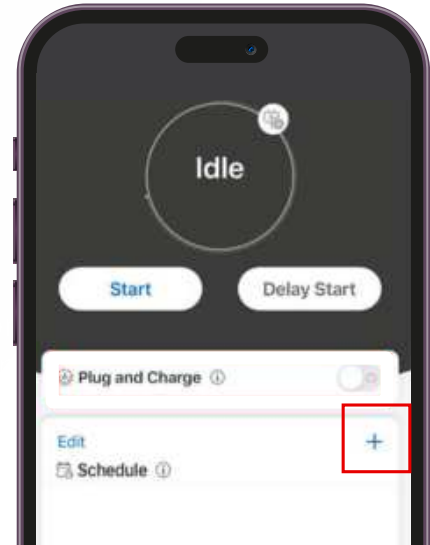 Idle
Start Delay Start
Plug and Charge
Edit +
Schedule